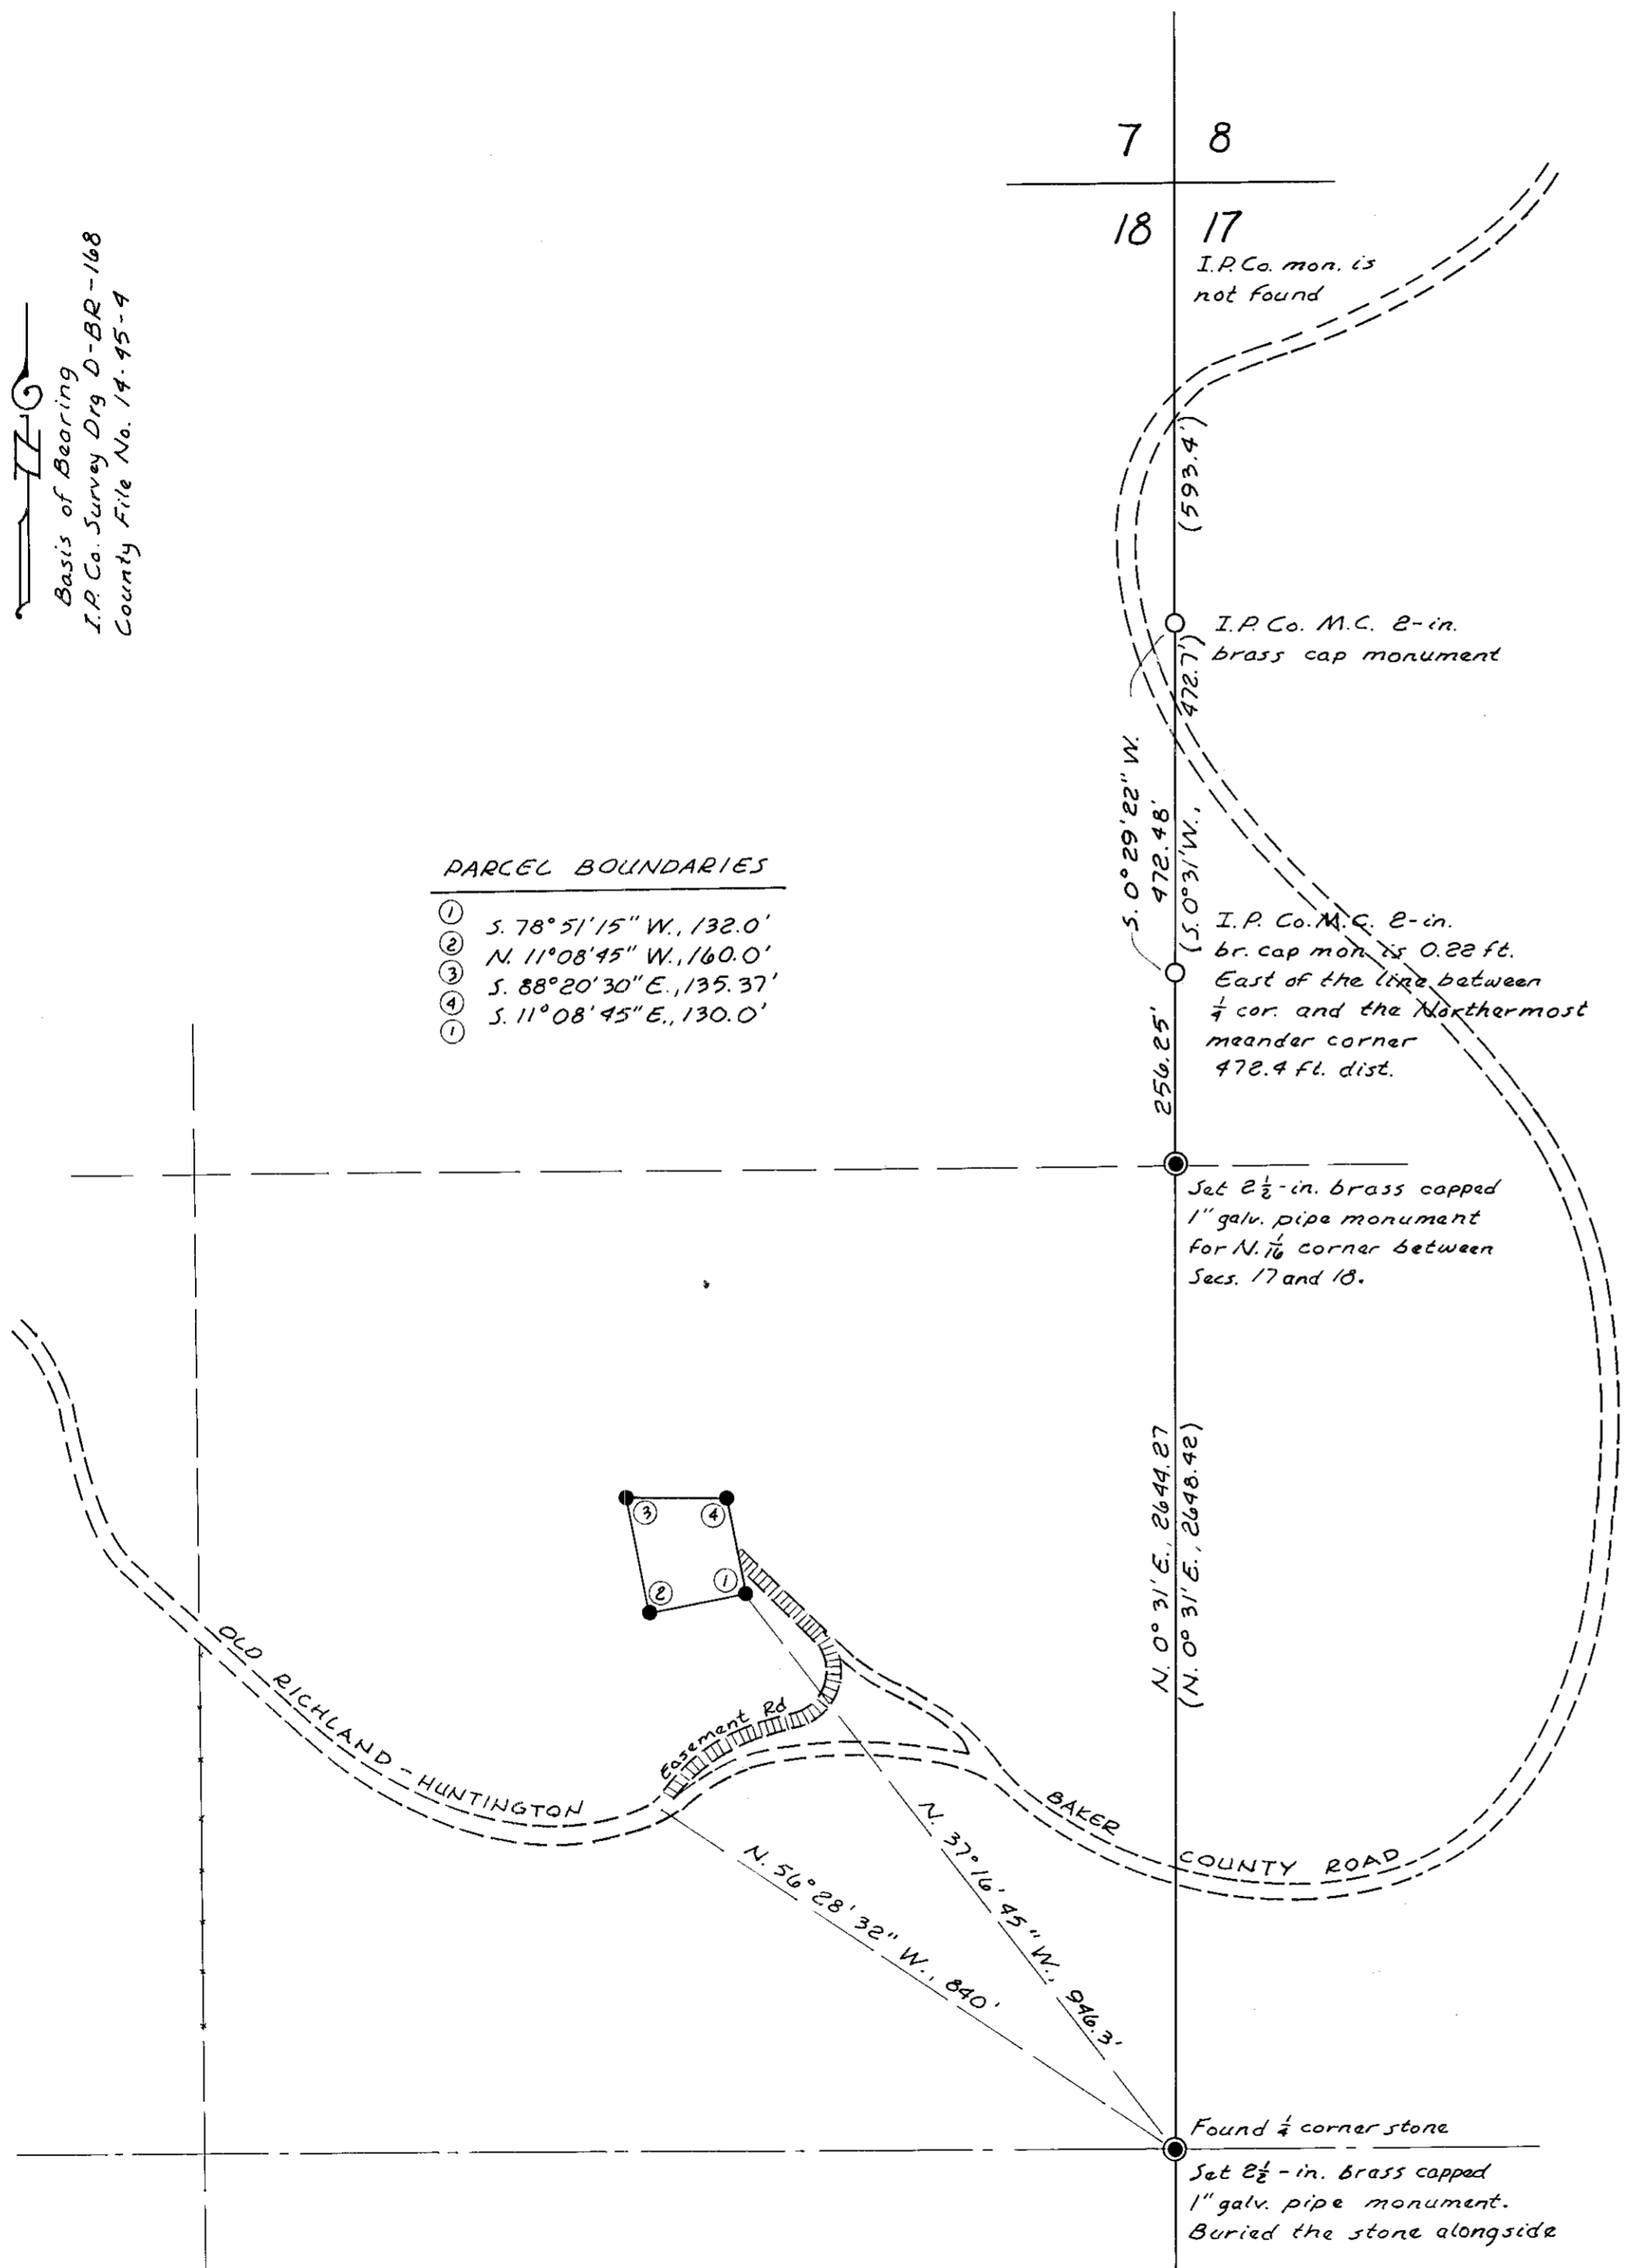 7 8
18 17
I.P. Co. mon. is
not found
Basis of Bearing
I.P. Co. Survey Drg D-BR-168
County File No. 14-45-4
(593.4')
I.P. Co. M.C. 2-in.
brass cap monument
S. 0° 29' 22" W.
472.48'
(S. 0° 31' W., 472.7')
PARCEL BOUNDARIES
① S. 78° 51' 15" W., 132.0'
② N. 11° 08' 45" W., 160.0'
③ S. 88° 20' 30" E., 135.37'
④ S. 11° 08' 45" E., 130.0'
①
I.P. Co. M.C. 2-in.
br. cap mon is 0.22 ft.
East of the line between
¼ cor. and the Northermost
meander corner
472.4 ft. dist.
256.25'
Set 2½-in. brass capped
1" galv. pipe monument
for N. 1/16 corner between
Secs. 17 and 18.
N. 0° 31' E., 2644.27
(N. 0° 31' E., 2648.42)
③ ④
② ①
Easement Rd
OLD RICHLAND - HUNTINGTON
BAKER COUNTY ROAD
N. 56° 28' 32" W., 840'
N. 37° 16' 45" W., 946.3'
Found ¼ corner stone
Set 2½-in. brass capped
1" galv. pipe monument.
Buried the stone alongside